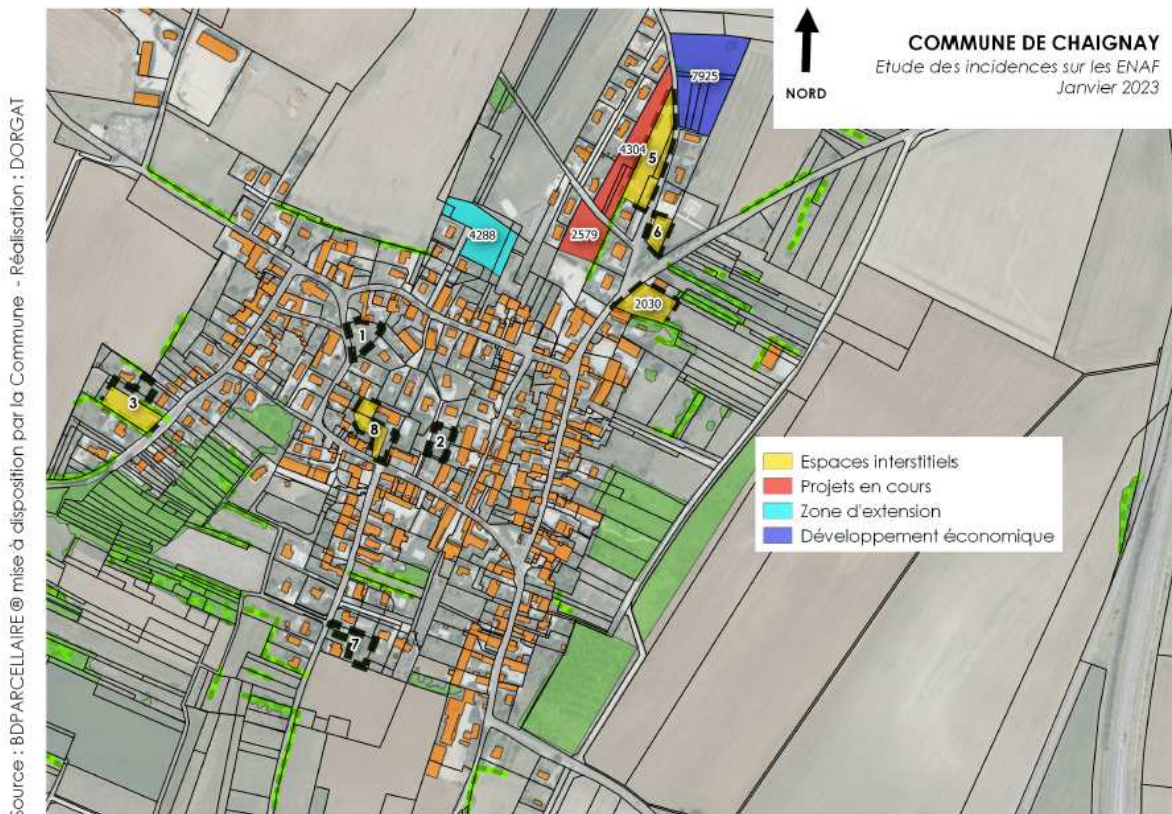 COMMUNE DE CHAIGNAY
Etude des incidences sur les ENAF
Janvier 2023
NORD
7925
4304
5
6
2579
4288
2030
1
3
8
2
7
Espaces interstitiels
Projets en cours
Zone d'extension
Développement économique
Source : BDPARCELLAIRE ® mise à disposition par la Commune - Réalisation : DORGAT